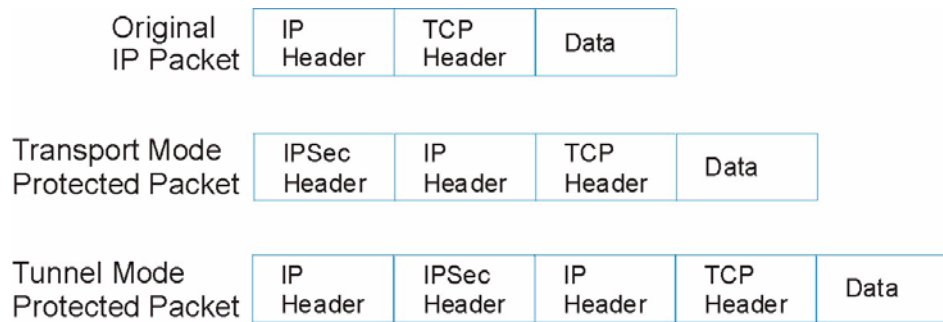 Original
IP Packet
IP
Header
TCP
Header
Data
Transport Mode
Protected Packet
IPSec
Header
IP
Header
TCP
Header
Data
Tunnel Mode
Protected Packet
IP
Header
IPSec
Header
IP
Header
TCP
Header
Data